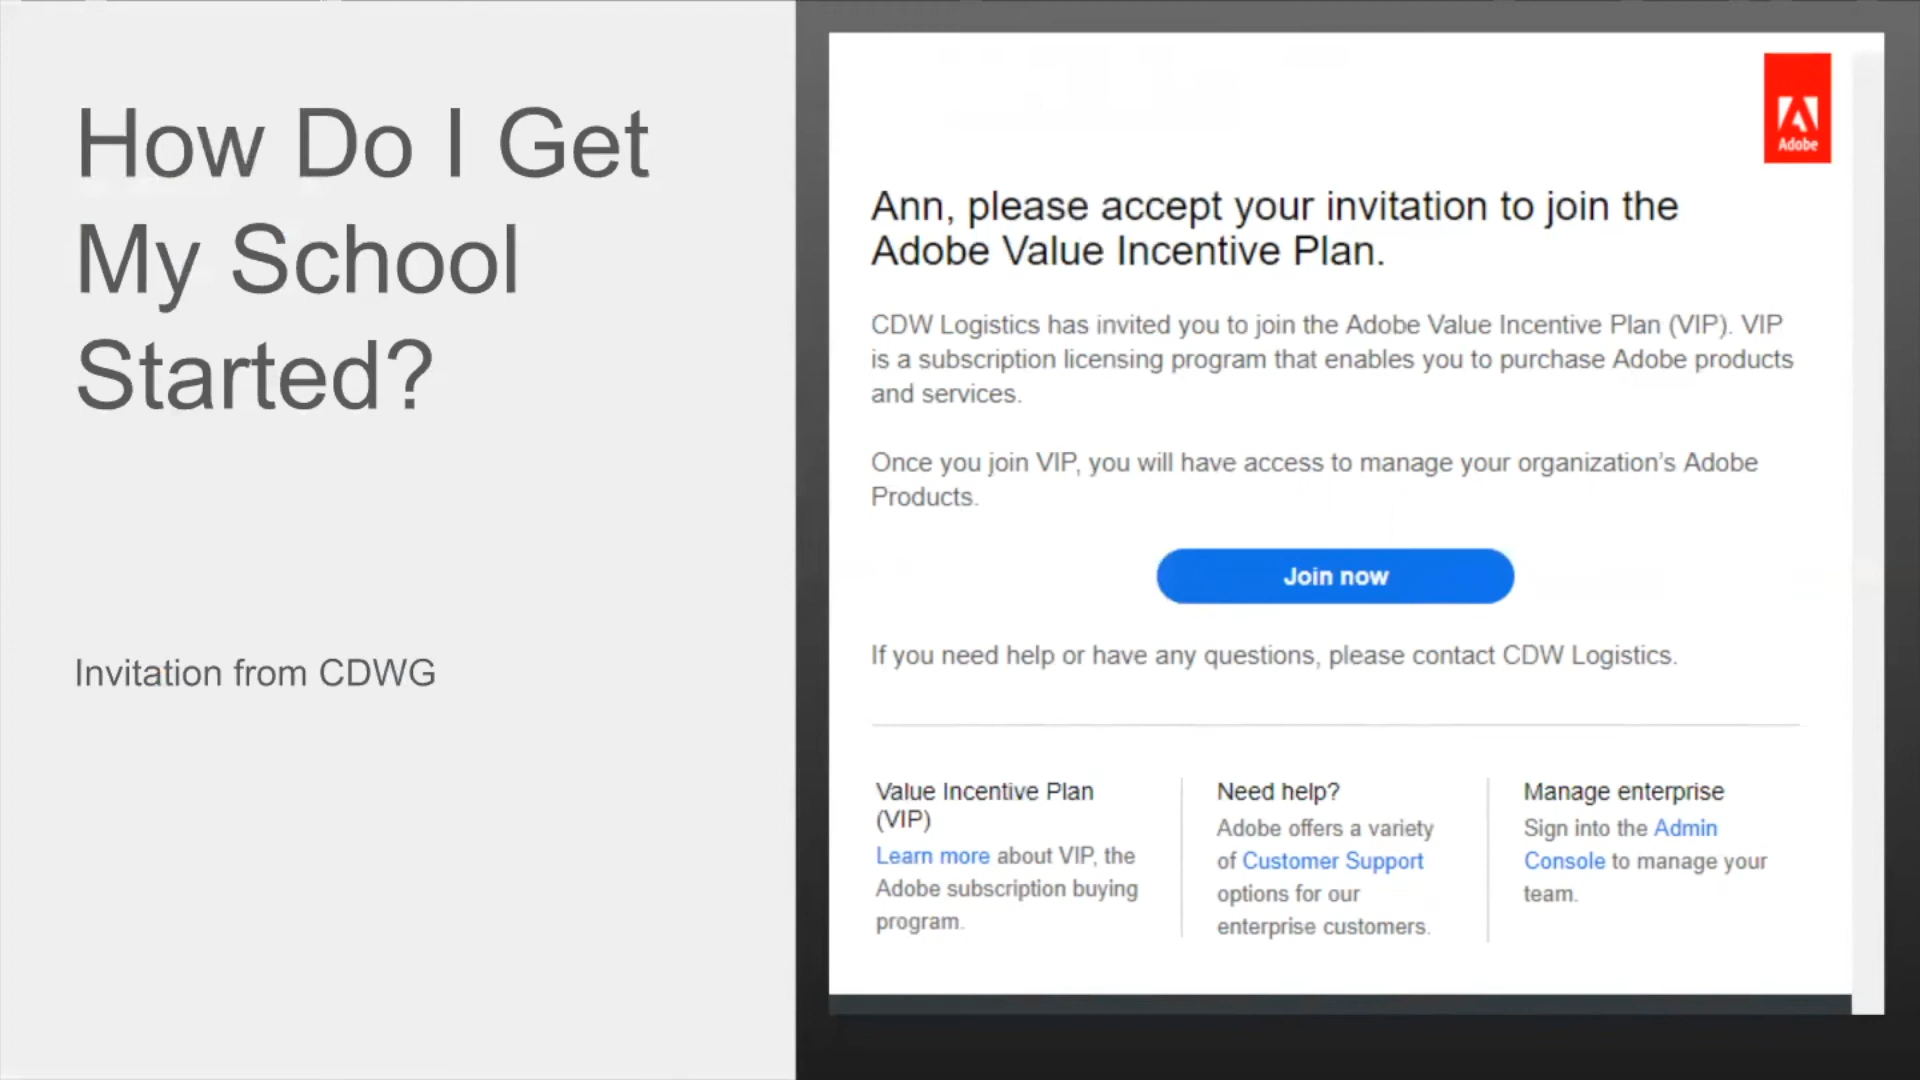 How Do I Get
My School
Started?
Invitation from CDWG
Adobe
Ann, please accept your invitation to join the
Adobe Value Incentive Plan.
CDW Logistics has invited you to join the Adobe Value Incentive Plan (VIP). VIP
is a subscription licensing program that enables you to purchase Adobe products
and services.
Once you join VIP, you will have access to manage your organization's Adobe
Products.
Join now
If you need help or have any questions, please contact CDW Logistics.
Value Incentive Plan
(VIP)
Learn more about VIP, the
Adobe subscription buying
program.
Need help?
Adobe offers a variety
of Customer Support
options for our
enterprise customers.
Manage enterprise
Sign into the Admin
Console to manage your
team.